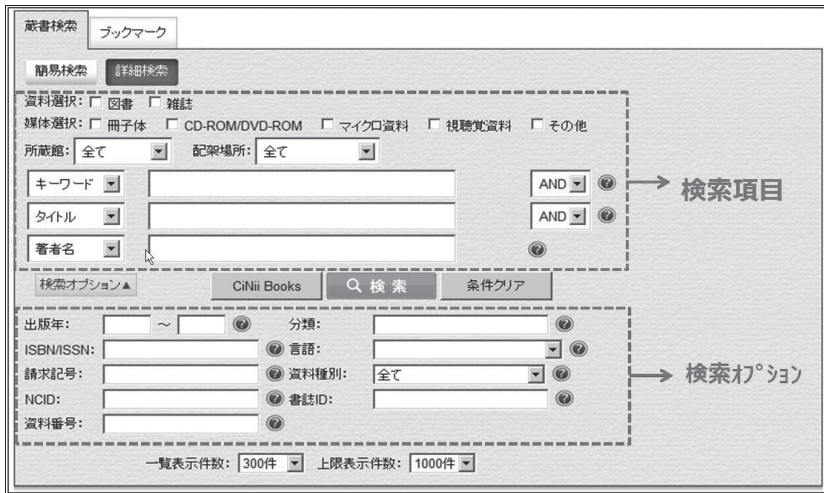 蔵書検索 ブックマーク
簡易検索 詳細検索
資料選択: 図書 雑誌
媒体選択: 冊子体 CD-ROM/DVD-ROM マイクロ資料 視聴覚資料 その他
所蔵館: 全て 配架場所: 全て
キーワード AND ?
タイトル AND ?
著者名 ?
検索項目
検索オプション▲ CiNii Books 検索 条件クリア
出版年: ～ ? 分類: ?
ISBN/ISSN: ? 言語: ?
請求記号: ? 資料種別: 全て ?
NCID: ? 書誌ID: ?
資料番号: ?
検索オプション
一覧表示件数: 300件 上限表示件数: 1000件